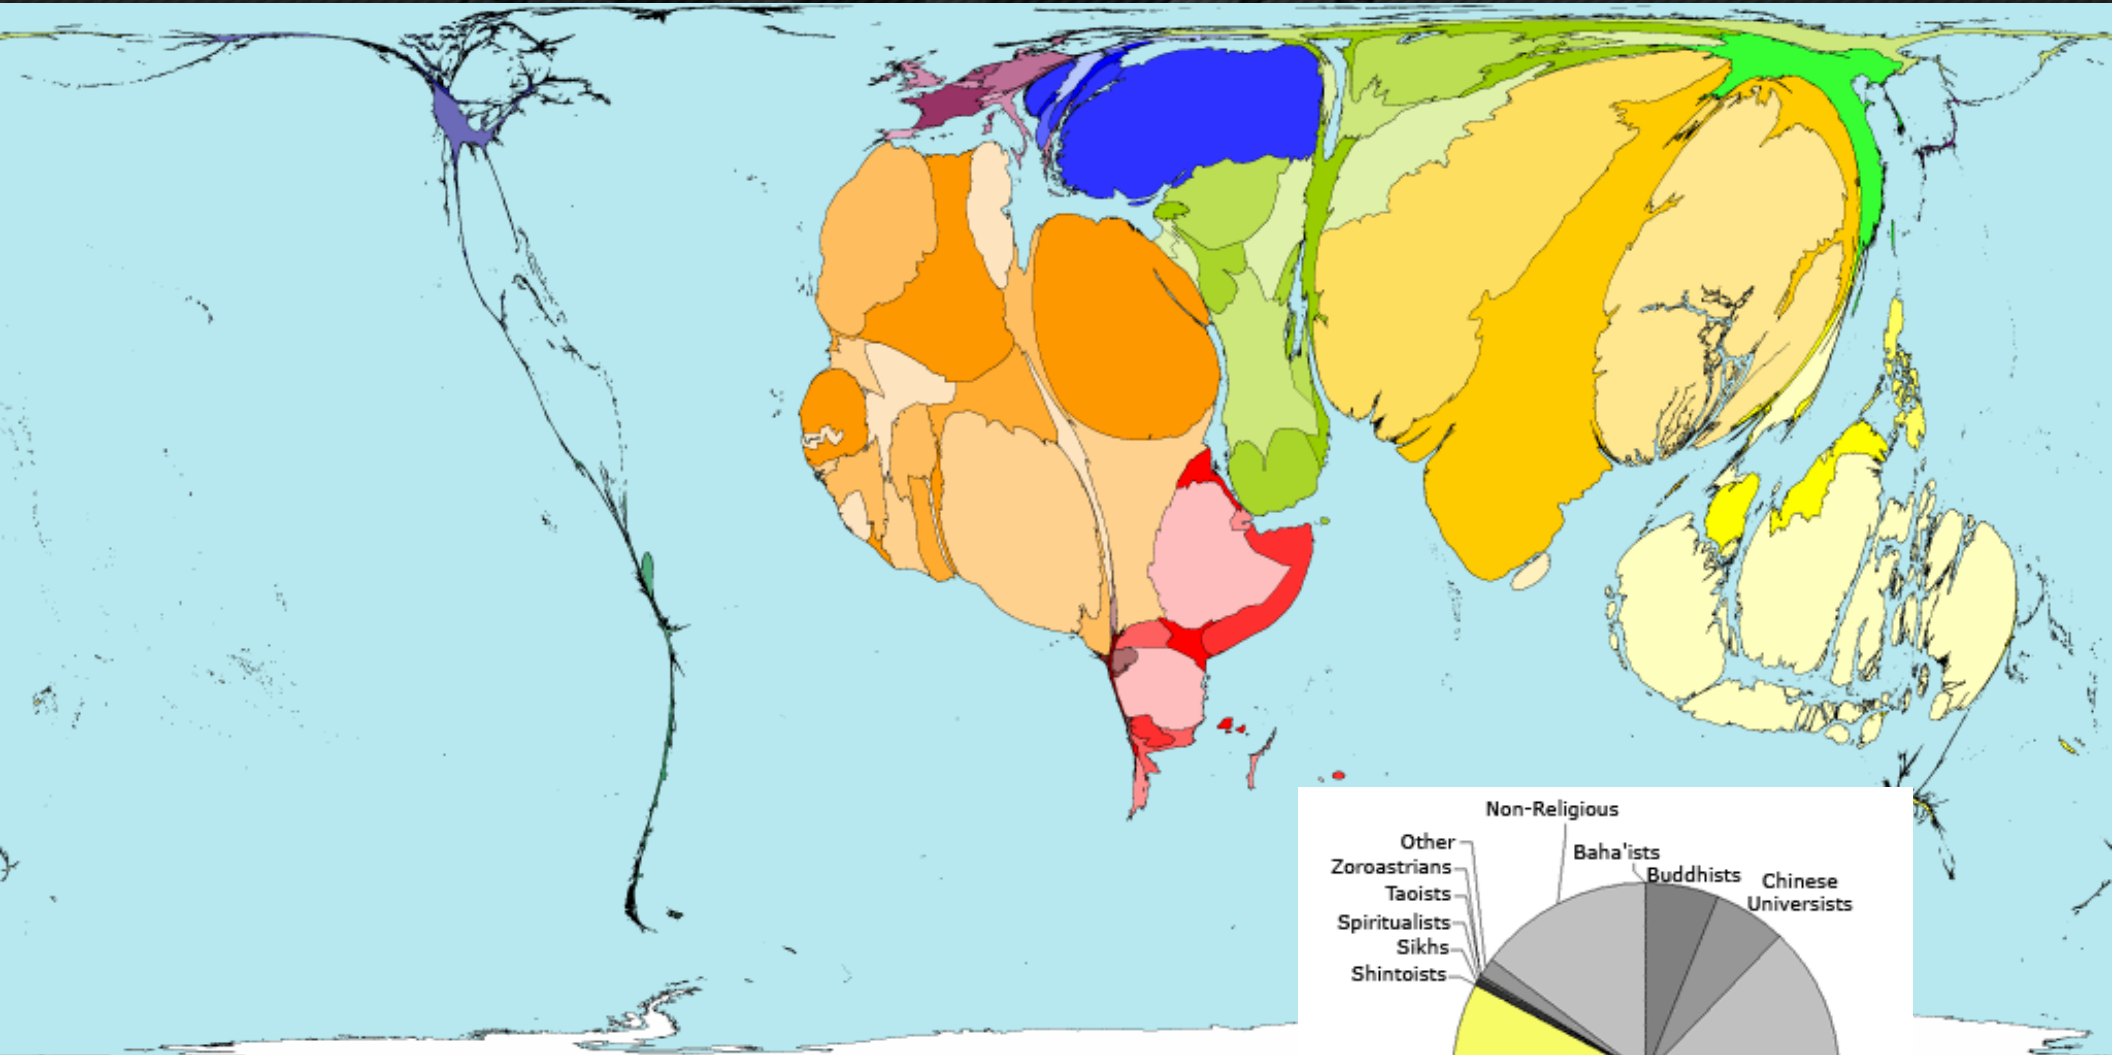 Non-Religious
Other
Baha'ists
Zoroastrians
Buddhists
Chinese
Universists
Taoists
Spiritualists
Sikhs
Shintoists